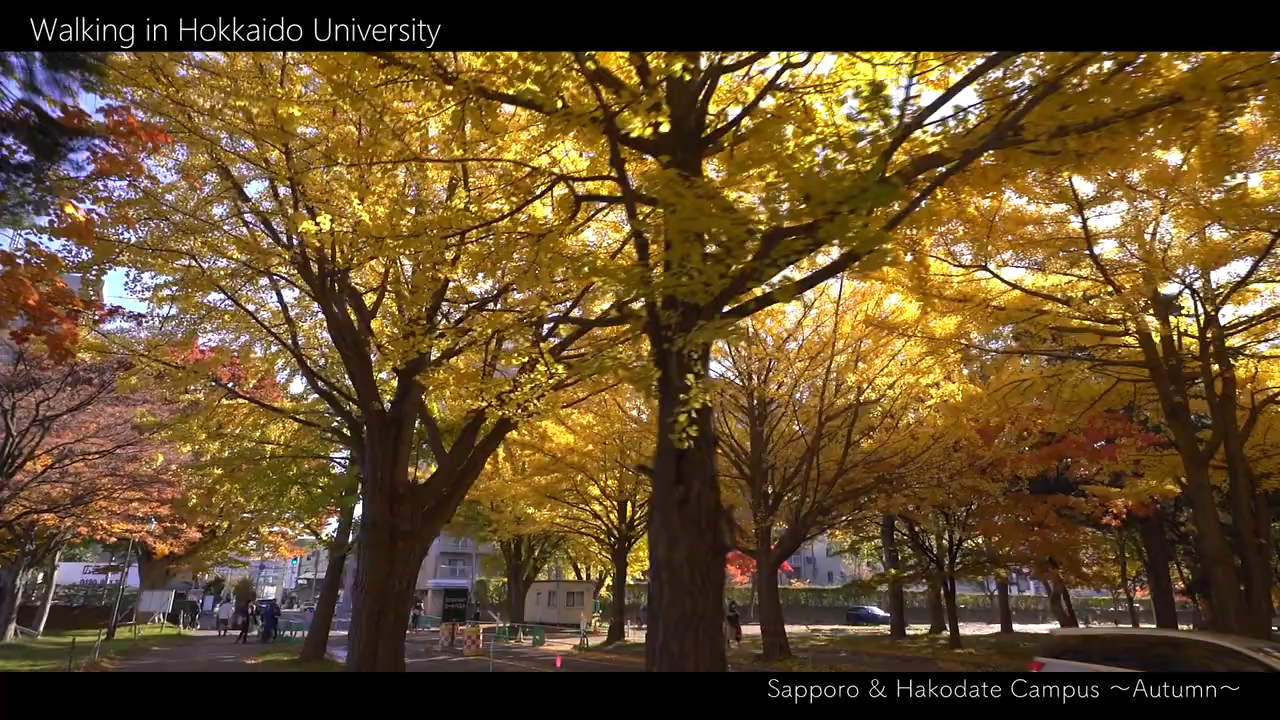 Walking in Hokkaido University
Sapporo & Hakodate Campus ～Autumn～